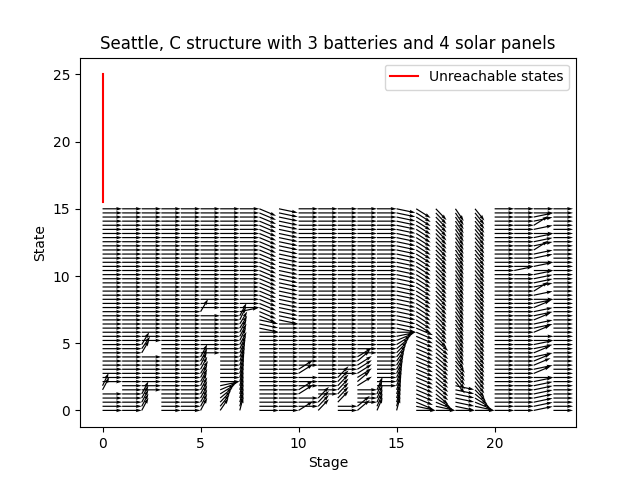 Seattle, C structure with 3 batteries and 4 solar panels
Unreachable states
25
20
15
10
5
0
State
0 5 10 15 20
Stage